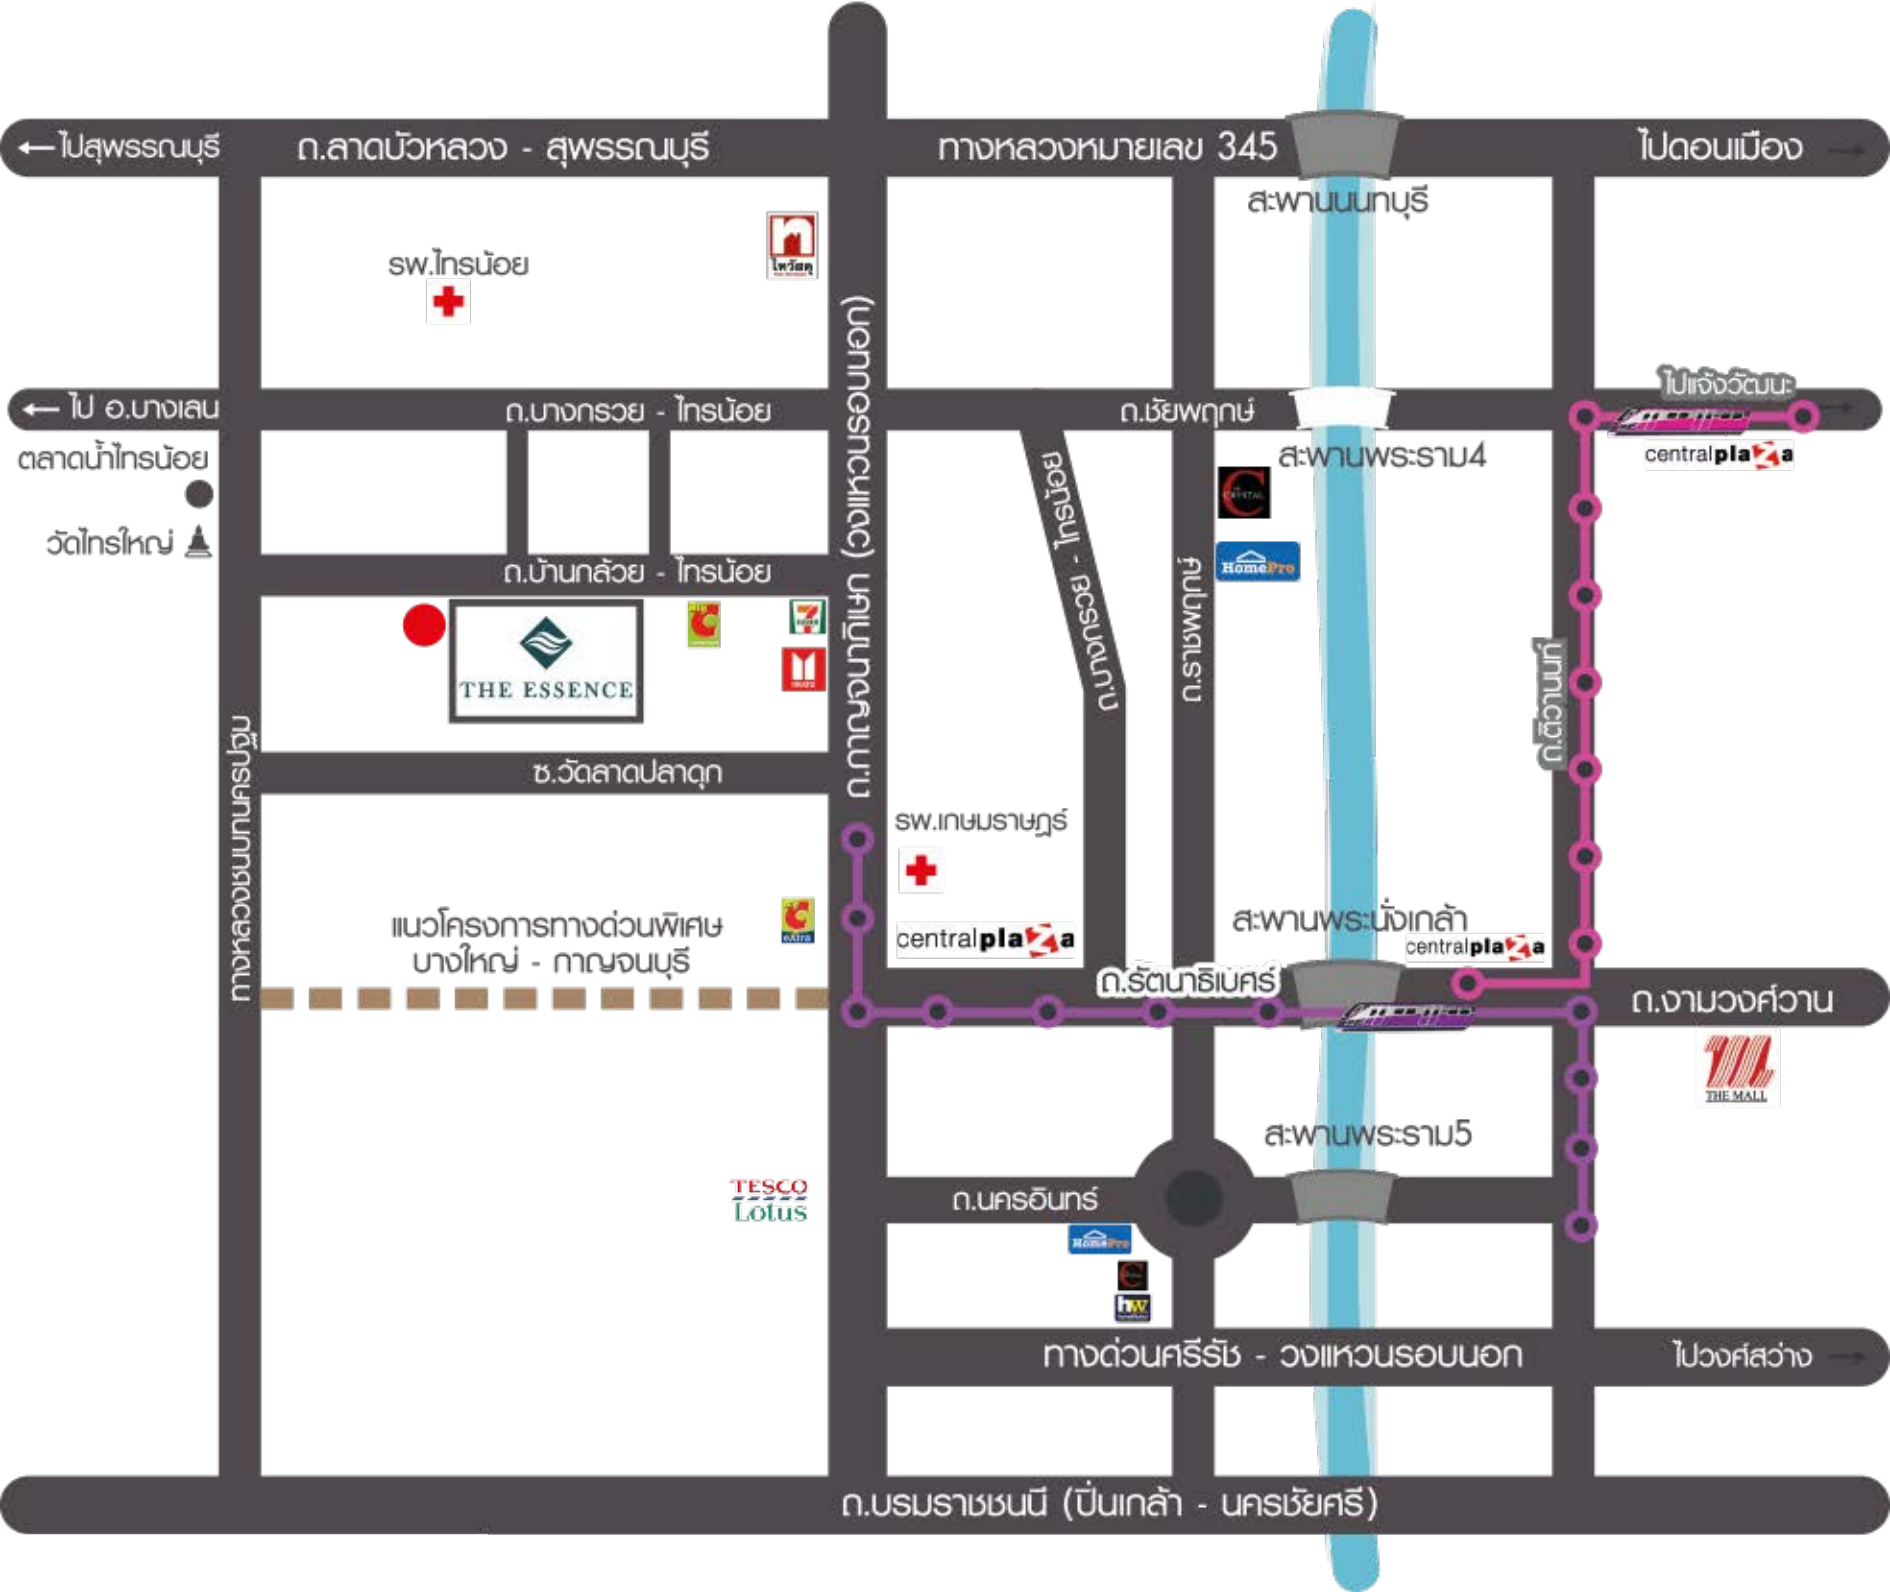 ไปสุพรรณบุรี
ถ.ลาดบัวหลวง - สุพรรณบุรี
ทางหลวงหมายเลข 345
ไปดอนเมือง
สะพานนนทบุรี
ไทวัสดุ
รพ.ไทรน้อย
ถ.กาญจนาภิเษก (วงแหวนรอบนอก)
ไปแจ้งวัฒนะ
ไป อ.บางเลน
ถ.บางกรวย - ไทรน้อย
ถ.ชัยพฤกษ์
สะพานพระราม4
centralplaza
ตลาดน้ำไทรน้อย
ถ.บางกรวย - ไทรน้อย
CRYSTAL
วัดไทรใหญ่
HomePro
ถ.ราชพฤกษ์
ถ.บ้านกล้วย - ไทรน้อย
Big C
7 ELEVEN
ISUZU
THE ESSENCE
ถ.ติวานนท์
ทางหลวงชนบทนครปฐม
ซ.วัดลาดปลาดุก
รพ.เกษมราษฎร์
แนวโครงการทางด่วนพิเศษ
บางใหญ่ - กาญจนบุรี
C extra
centralplaza
สะพานพระนั่งเกล้า
centralplaza
ถ.รัตนาธิเบศร์
ถ.งามวงศ์วาน
THE MALL
สะพานพระราม5
TESCO
Lotus
ถ.นครอินทร์
HomePro
C
hw
ทางด่วนศรีรัช - วงแหวนรอบนอก
ไปวงศ์สว่าง
ถ.บรมราชชนนี (ปิ่นเกล้า - นครชัยศรี)